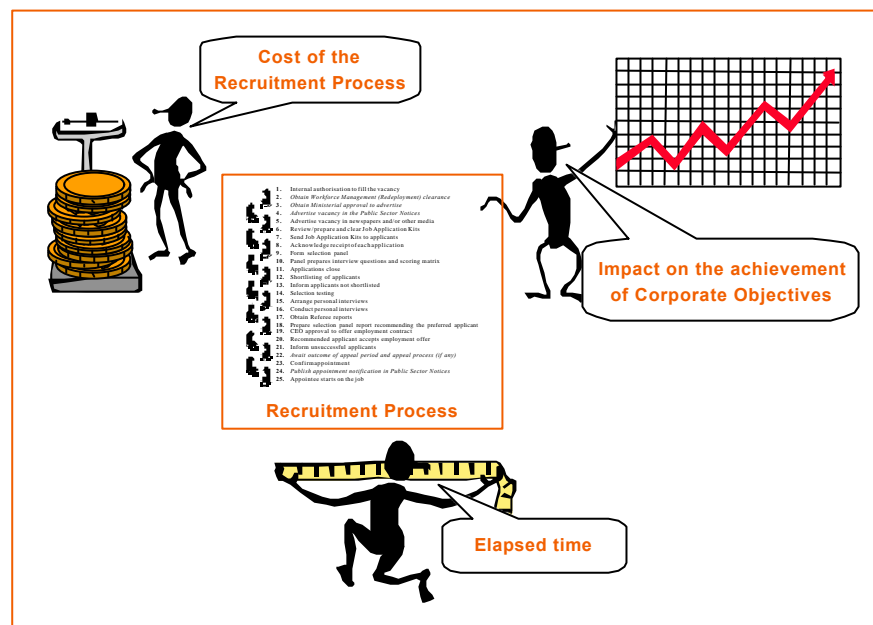 Cost of the
Recruitment Process
1. Internal authorisation to fill the vacancy
2. Obtain Workforce Management (Redeployment) clearance
3. Obtain Ministerial approval to advertise
4. Advertise vacancy in the Public Sector Notices
5. Advertise vacancy in newspapers and/or other media
6. Review/prepare and clear Job Application Kits
7. Send Job Application Kits to applicants
8. Acknowledge receipt of each application
9. Form selection panel
10. Panel prepares interview questions and scoring matrix
11. Applications close
12. Shortlisting of applicants
13. Inform applicants not shortlisted
14. Selection testing
15. Arrange personal interviews
16. Conduct personal interviews
17. Obtain Referee reports
18. Prepare selection panel report recommending the preferred applicant
19. CEO approval to offer employment contract
20. Recommended applicant accepts employment offer
21. Inform unsuccessful applicants
22. Await outcome of appeal period and appeal process (if any)
23. Confirm appointment
24. Publish appointment notification in Public Sector Notices
25. Appointee starts on the job
Recruitment Process
Impact on the achievement
of Corporate Objectives
Elapsed time